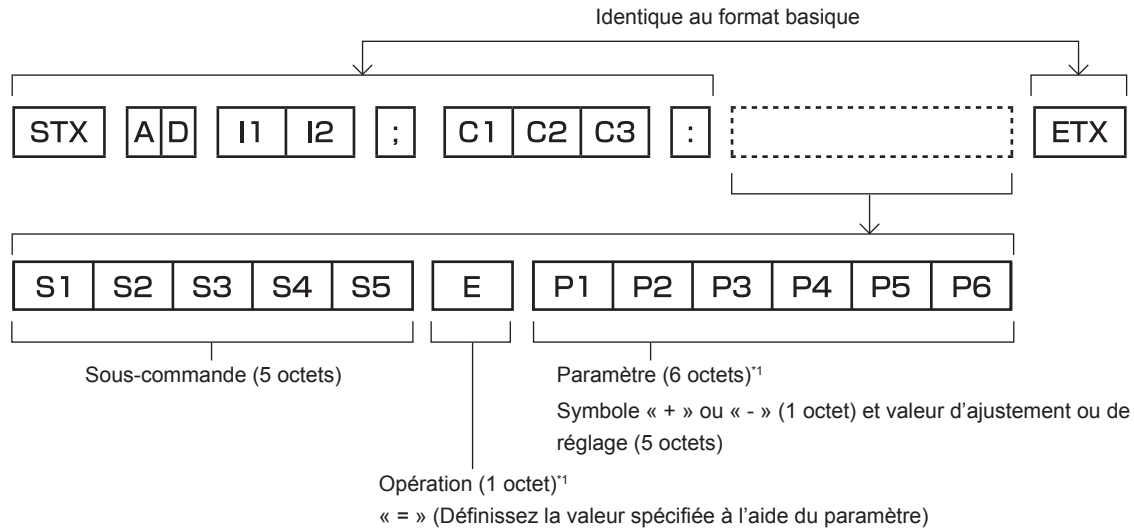 Identique au format basique
STX A D I1 I2 ; C1 C2 C3 : ETX
S1 S2 S3 S4 S5 E P1 P2 P3 P4 P5 P6
Sous-commande (5 octets)
Paramètre (6 octets)*1
Symbole « + » ou « - » (1 octet) et valeur d'ajustement ou de
réglage (5 octets)
Opération (1 octet)*1
« = » (Définissez la valeur spécifiée à l'aide du paramètre)